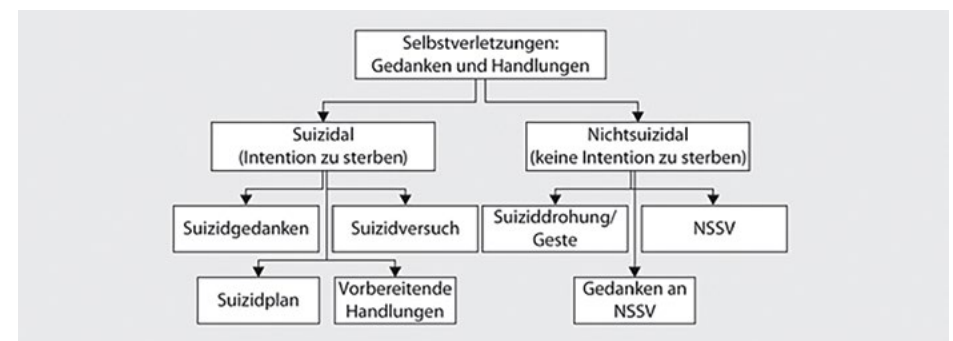 Selbstverletzungen:
Gedanken und Handlungen
Suizidal
(Intention zu sterben)
Nichtsuizidal
(keine Intention zu sterben)
Suizidgedanken
Suizidversuch
Suiziddrohung/
Geste
NSSV
Suizidplan
Vorbereitende
Handlungen
Gedanken an
NSSV